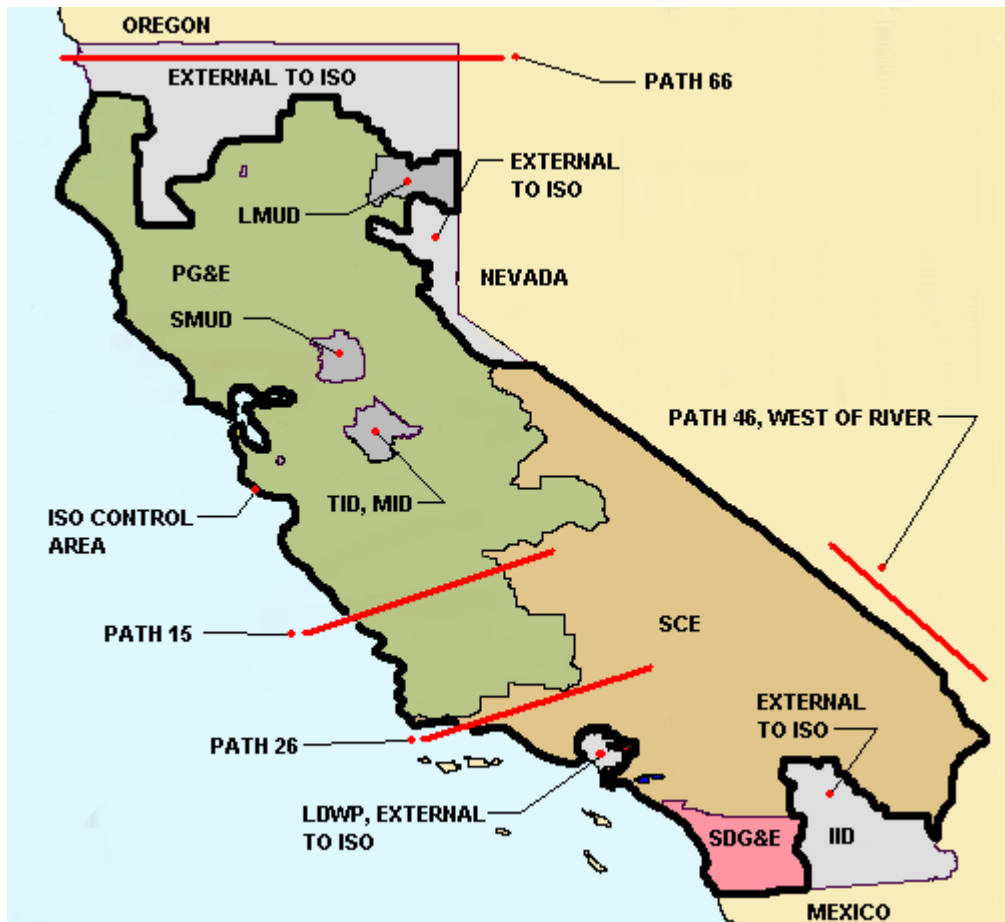 OREGON
EXTERNAL TO ISO
PATH 66
EXTERNAL
TO ISO
LMUD
PG&E
NEVADA
SMUD
PATH 46, WEST OF RIVER
TID, MID
ISO CONTROL
AREA
SCE
PATH 15
EXTERNAL
TO ISO
PATH 26
LDWP, EXTERNAL
TO ISO
SDG&E
IID
MEXICO